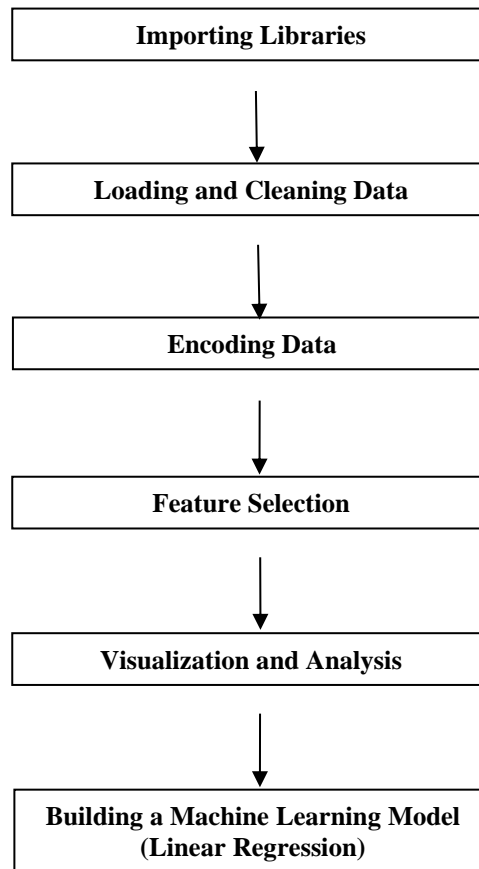 Importing Libraries
Loading and Cleaning Data
Encoding Data
Feature Selection
Visualization and Analysis
Building a Machine Learning Model
(Linear Regression)